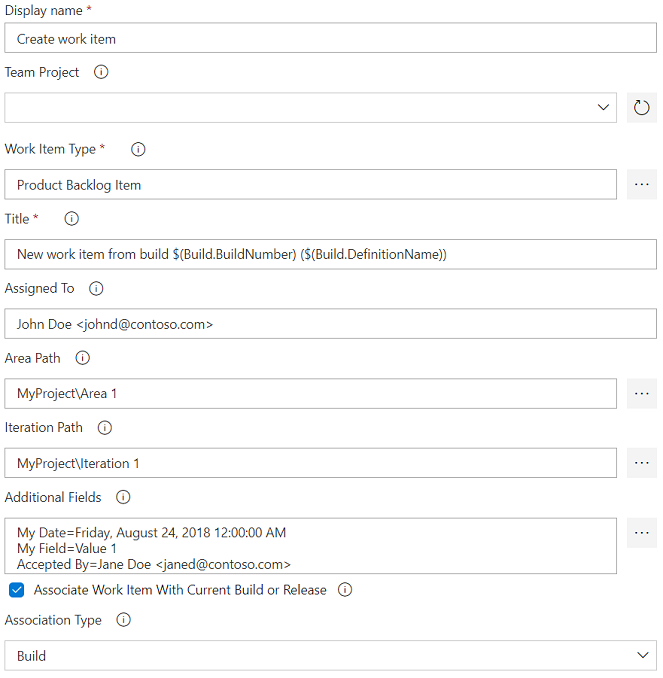 Display name *
Create work item
Team Project
Work Item Type *
Product Backlog Item
Title *
New work item from build $(Build.BuildNumber) ($(Build.DefinitionName))
Assigned To
John Doe <johnd@contoso.com>
Area Path
MyProject\Area 1
Iteration Path
MyProject\Iteration 1
Additional Fields
My Date=Friday, August 24, 2018 12:00:00 AM
My Field=Value 1
Accepted By=Jane Doe <janed@contoso.com>
Associate Work Item With Current Build or Release
Association Type
Build